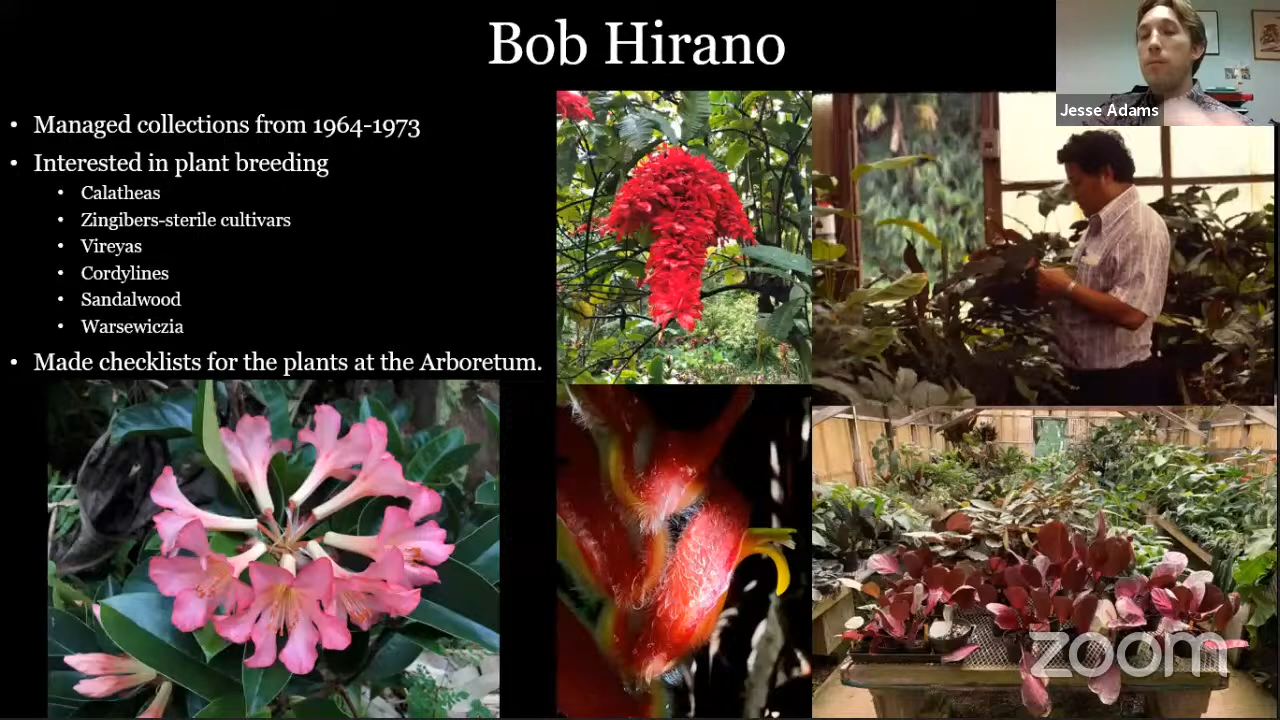 Bob Hirano
Jesse Adams
• Managed collections from 1964-1973
• Interested in plant breeding
• Calatheas
• Zingibers-sterile cultivars
• Vireyas
• Cordylines
• Sandalwood
• Warsewiczia
• Made checklists for the plants at the Arboretum.
zoom